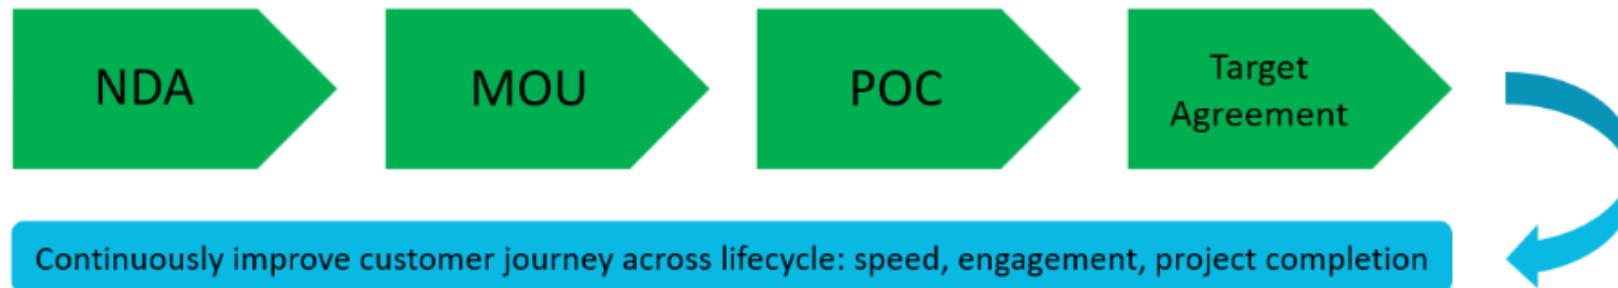 NDA
MOU
POC
Target
Agreement
Continuously improve customer journey across lifecycle: speed, engagement, project completion